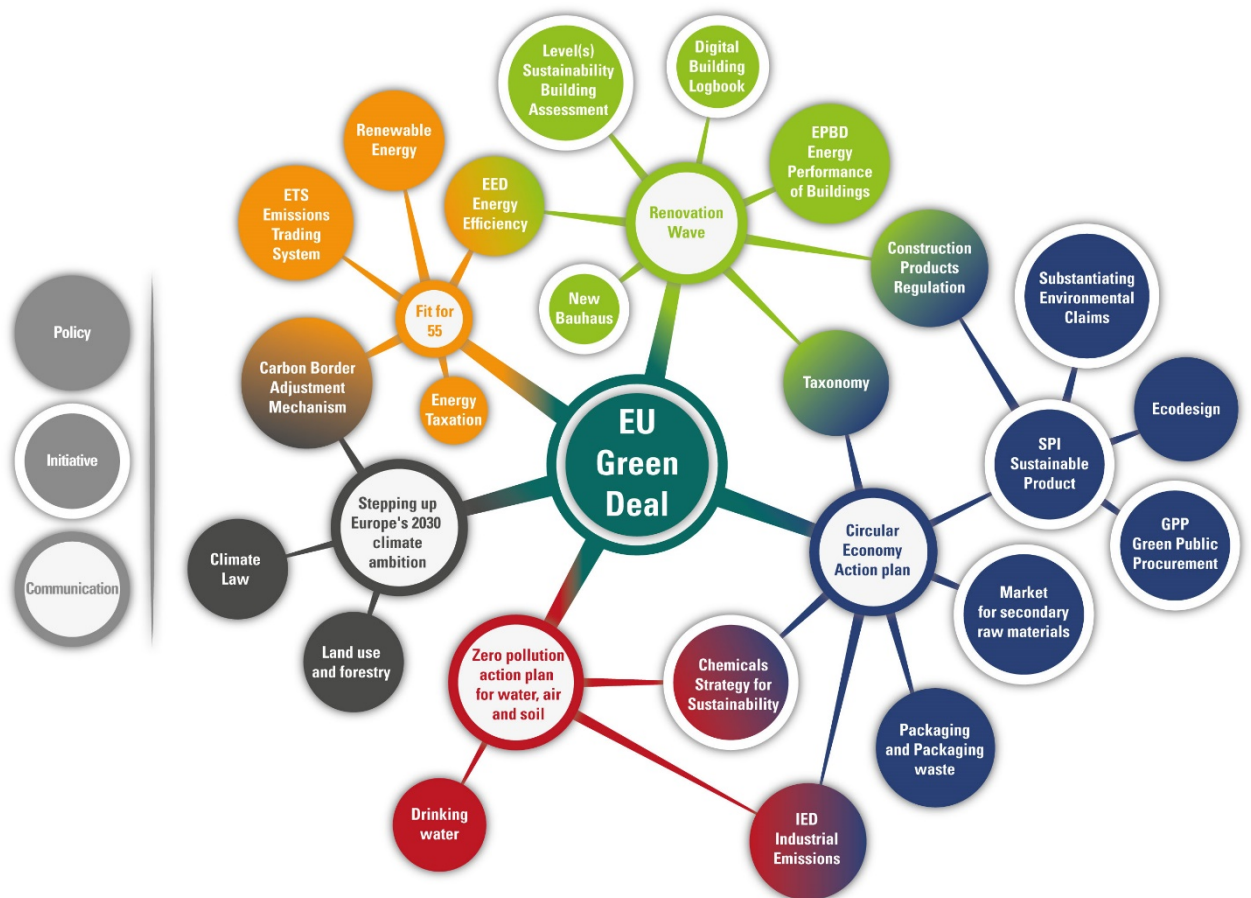 Level(s)
Sustainability
Building
Assessment
Digital
Building
Logbook
Renewable
Energy
EPBD
Energy
Performance
of Buildings
ETS
Emissions
Trading
System
EED
Energy
Efficiency
Renovation
Wave
Construction
Products
Regulation
Substantiating
Environmental
Claims
New
Bauhaus
Fit for
55
Policy
Carbon Border
Adjustment
Mechanism
Energy
Taxation
Taxonomy
Ecodesign
EU
Green
Deal
SPI
Sustainable
Product
Initiative
Stepping up
Europe's 2030
climate
ambition
Circular
Economy
Action plan
GPP
Green Public
Procurement
Climate
Law
Communication
Market
for secondary
raw materials
Land use
and forestry
Zero pollution
action plan
for water, air
and soil
Chemicals
Strategy for
Sustainability
Packaging
and Packaging
waste
Drinking
water
IED
Industrial
Emissions